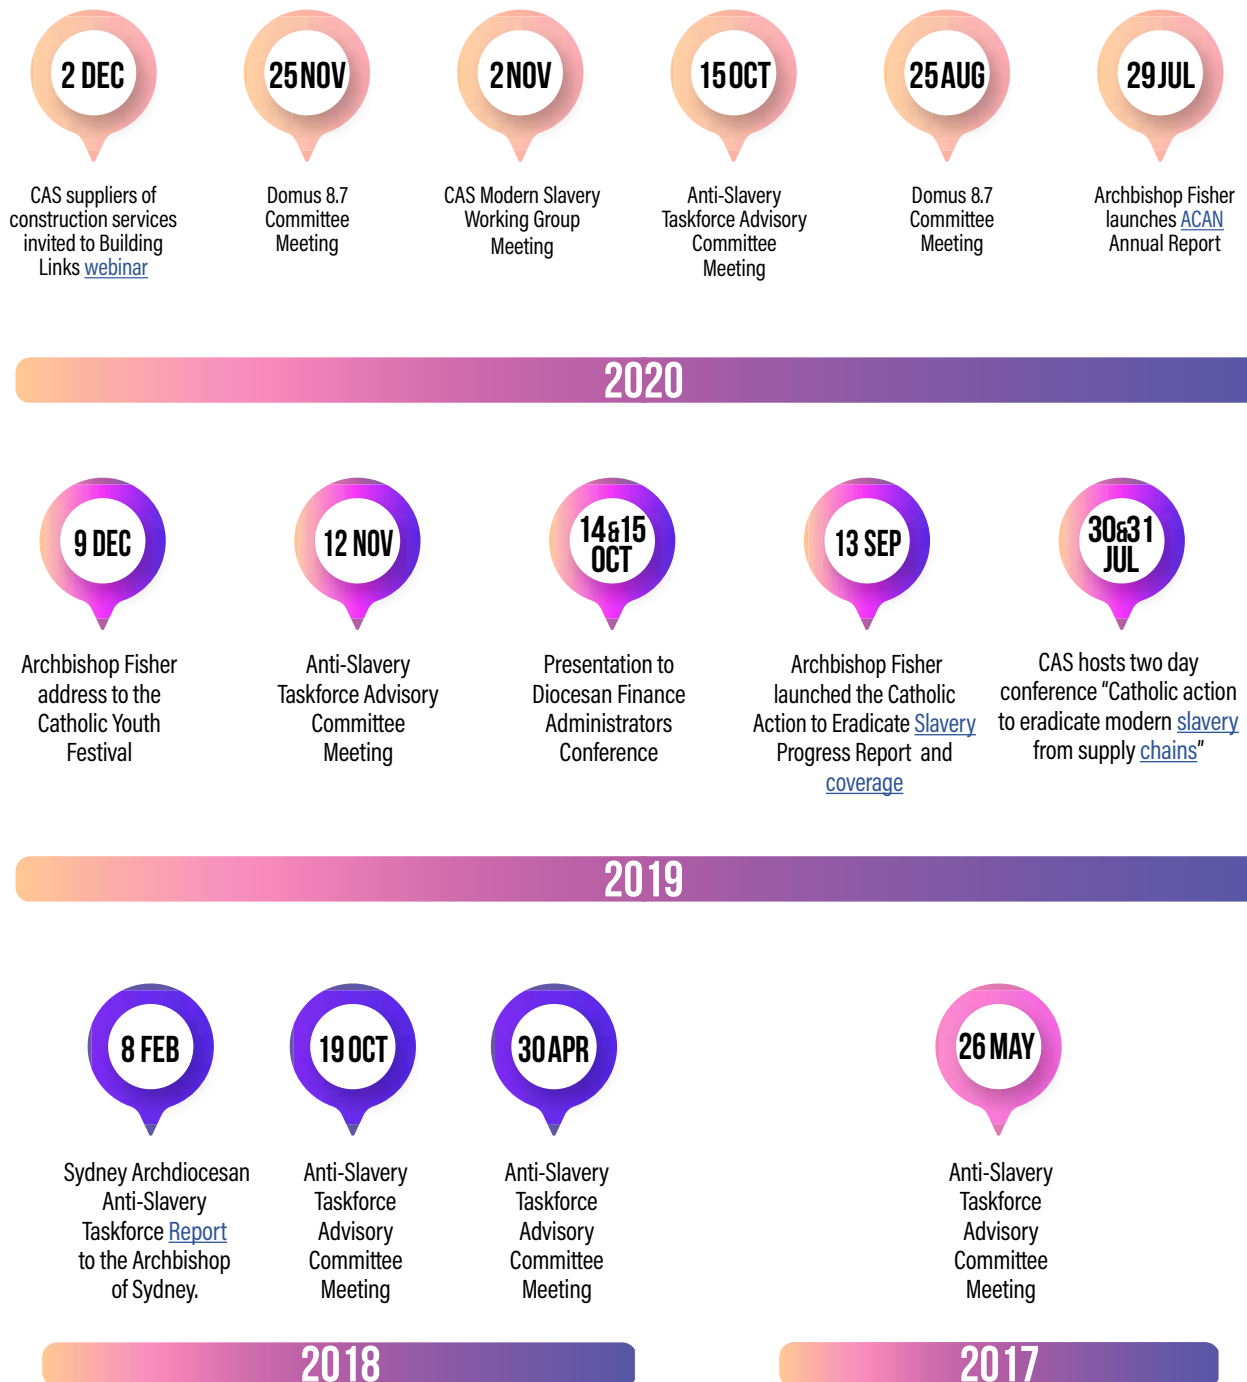 2 DEC
CAS suppliers of
construction services
invited to Building
Links webinar
25 NOV
Domus 8.7
Committee
Meeting
2 NOV
CAS Modern Slavery
Working Group
Meeting
15 OCT
Anti-Slavery
Taskforce Advisory
Committee
Meeting
25 AUG
Domus 8.7
Committee
Meeting
29 JUL
Archbishop Fisher
launches ACAN
Annual Report
2020
9 DEC
Archbishop Fisher
address to the
Catholic Youth
Festival
12 NOV
Anti-Slavery
Taskforce Advisory
Committee
Meeting
14 & 15
OCT
Presentation to
Diocesan Finance
Administrators
Conference
13 SEP
Archbishop Fisher
launched the Catholic
Action to Eradicate Slavery
Progress Report and
coverage
30 & 31
JUL
CAS hosts two day
conference "Catholic action
to eradicate modern slavery
from supply chains"
2019
8 FEB
Sydney Archdiocesan
Anti-Slavery
Taskforce Report
to the Archbishop
of Sydney.
19 OCT
Anti-Slavery
Taskforce
Advisory
Committee
Meeting
30 APR
Anti-Slavery
Taskforce
Advisory
Committee
Meeting
2018
26 MAY
Anti-Slavery
Taskforce
Advisory
Committee
Meeting
2017